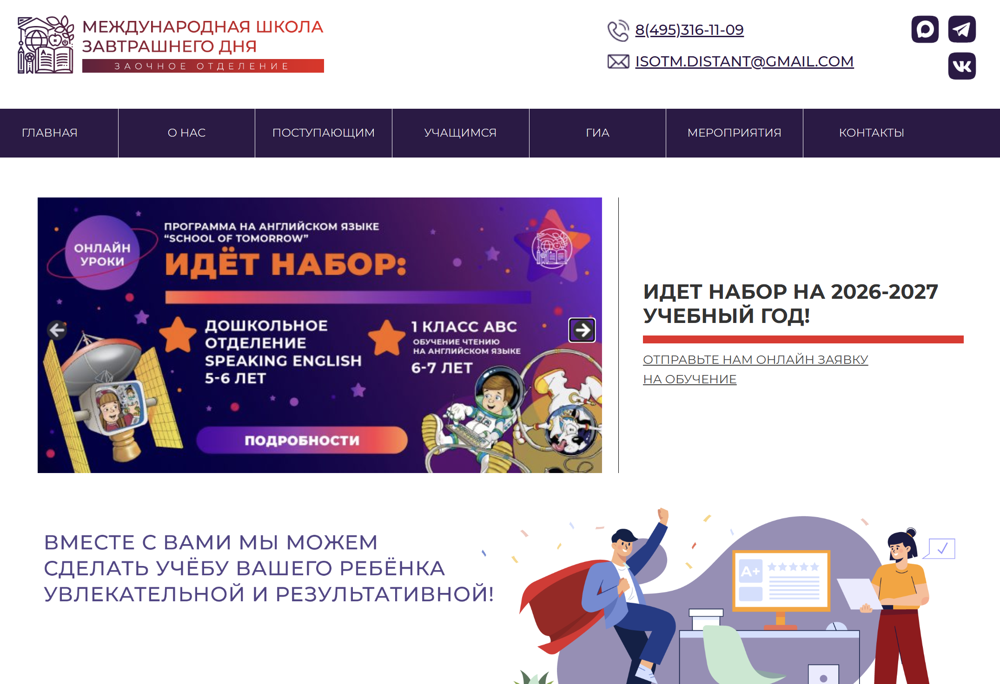 МЕЖДУНАРОДНАЯ ШКОЛА
ЗАВТРАШНЕГО ДНЯ
ЗАОЧНОЕ ОТДЕЛЕНИЕ
8(495)316-11-09
ISOTM.DISTANT@GMAIL.COM
ГЛАВНАЯ
О НАС
ПОСТУПАЮЩИМ
УЧАЩИМСЯ
ГИА
МЕРОПРИЯТИЯ
КОНТАКТЫ
ОНЛАЙН
УРОКИ
ПРОГРАММА НА АНГЛИЙСКОМ ЯЗЫКЕ
“SCHOOL OF TOMORROW”
ИДЁТ НАБОР:
ДОШКОЛЬНОЕ
ОТДЕЛЕНИЕ
SPEAKING ENGLISH
5-6 ЛЕТ
1 КЛАСС ABC
ОБУЧЕНИЕ ЧТЕНИЮ
НА АНГЛИЙСКОМ ЯЗЫКЕ
6-7 ЛЕТ
ПОДРОБНОСТИ
ИДЕТ НАБОР НА 2026-2027
УЧЕБНЫЙ ГОД!
ОТПРАВЬТЕ НАМ ОНЛАЙН ЗАЯВКУ
НА ОБУЧЕНИЕ
ВМЕСТЕ С ВАМИ МЫ МОЖЕМ
СДЕЛАТЬ УЧЁБУ ВАШЕГО РЕБЁНКА
УВЛЕКАТЕЛЬНОЙ И РЕЗУЛЬТАТИВНОЙ!
A+